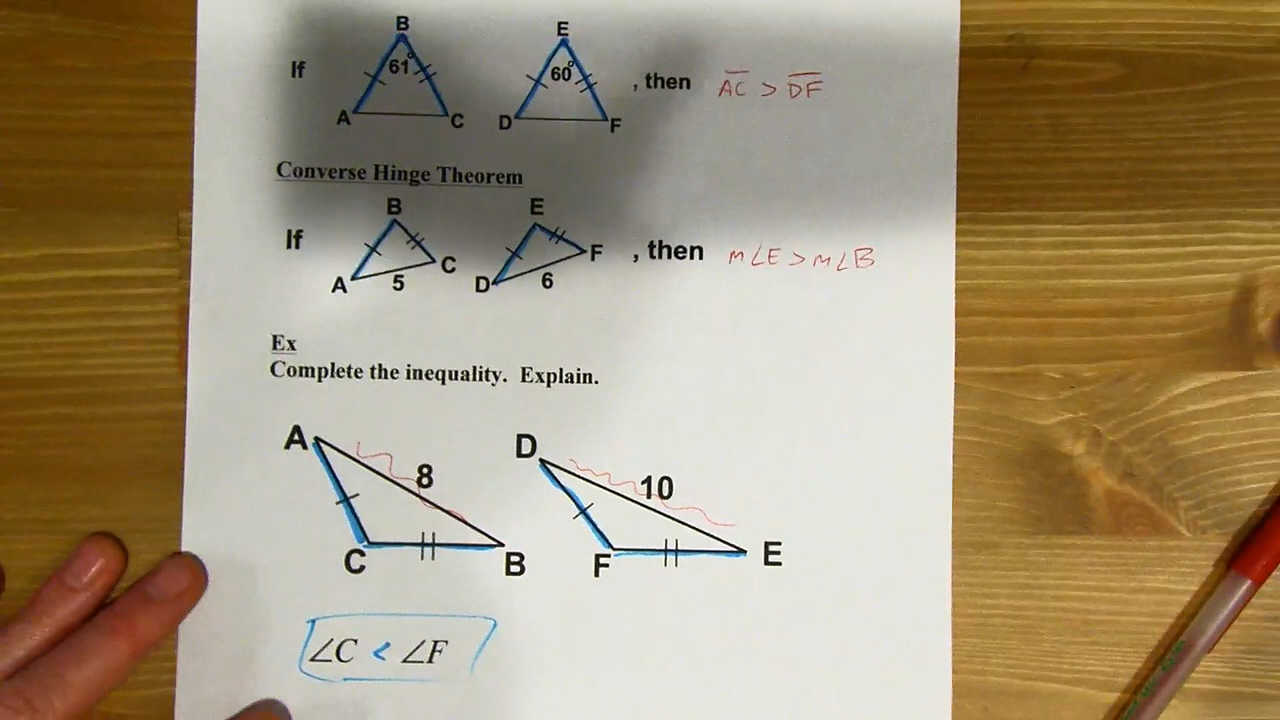 B E
If 61° 60° , then AC > DF
A C D F
Converse Hinge Theorem
B E
If C F , then m∠E > m∠B
A 5 D 6
Ex
Complete the inequality. Explain.
A 8 D 10
C B F E
∠C < ∠F